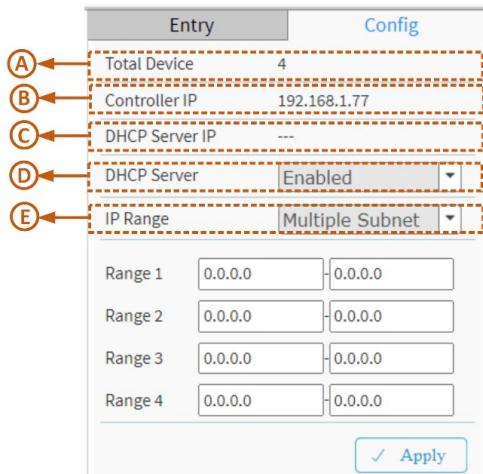 Entry Config
A Total Device 4
B Controller IP 192.168.1.77
C DHCP Server IP ---
D DHCP Server Enabled
E IP Range Multiple Subnet
Range 1 0.0.0.0 - 0.0.0.0
Range 2 0.0.0.0 - 0.0.0.0
Range 3 0.0.0.0 - 0.0.0.0
Range 4 0.0.0.0 - 0.0.0.0
✓ Apply